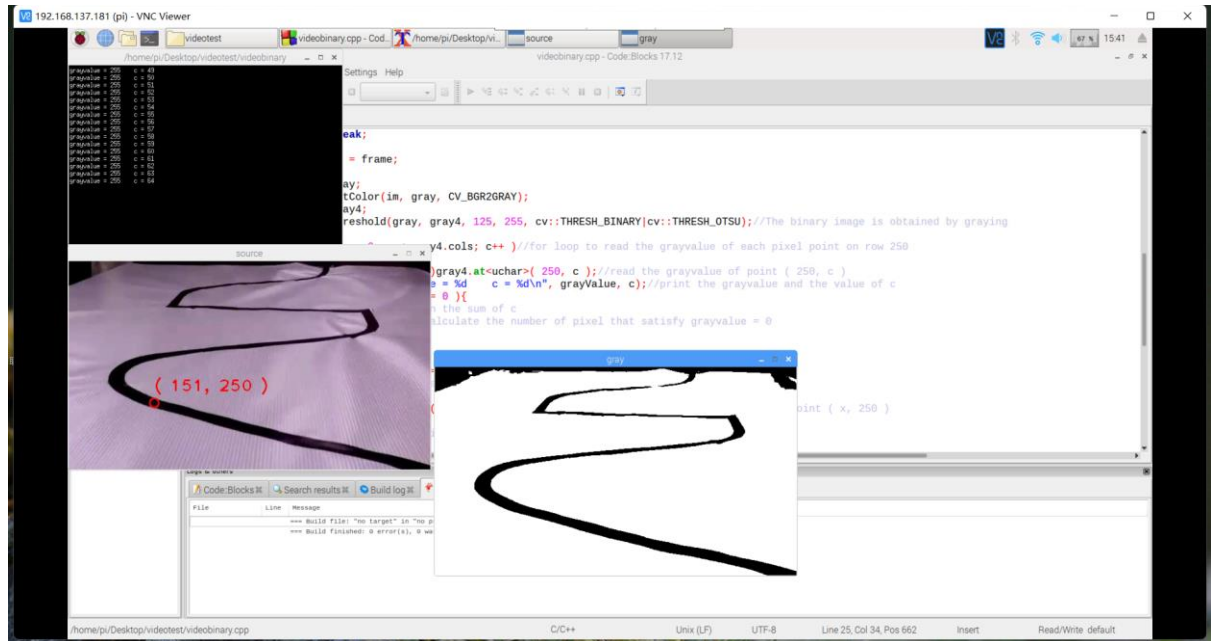 192.168.137.181 (pi) - VNC Viewer
videotest
videobinary.cpp - Cod...
/home/pi/Desktop/vi...
source
gray
67 %
15:41
/home/pi/Desktop/videotest/videobinary
videobinary.cpp - Code::Blocks 17.12
Settings Help
grayvalue = 255 c = 49
grayvalue = 255 c = 50
grayvalue = 255 c = 51
grayvalue = 255 c = 52
grayvalue = 255 c = 53
grayvalue = 255 c = 54
grayvalue = 255 c = 55
grayvalue = 255 c = 56
grayvalue = 255 c = 57
grayvalue = 255 c = 58
grayvalue = 255 c = 59
grayvalue = 255 c = 60
grayvalue = 255 c = 61
grayvalue = 255 c = 62
grayvalue = 255 c = 63
grayvalue = 255 c = 64
eak;
= frame;
ay;
tColor(im, gray, CV_BGR2GRAY);
ay4;
reshold(gray, gray4, 125, 255, cv::THRESH_BINARY|cv::THRESH_OTSU);//The binary image is obtained by graying
y4.cols; c++ )//for loop to read the grayvalue of each pixel point on row 250
)gray4.at<uchar>( 250, c );//read the grayvalue of point ( 250, c )
e = %d c = %d\n", grayValue, c);//print the grayvalue and the value of c
= 0 ){
n the sum of c
alculate the number of pixel that satisfy grayvalue = 0
source
( 151, 250 )
gray
oint ( x, 250 )
Code::Blocks
Search results
Build log
File Line Message
=== Build file: "no target" in "no p
=== Build finished: 0 error(s), 0 wa
/home/pi/Desktop/videotest/videobinary.cpp
C/C++
Unix (LF)
UTF-8
Line 25, Col 34, Pos 662
Insert
Read/Write default